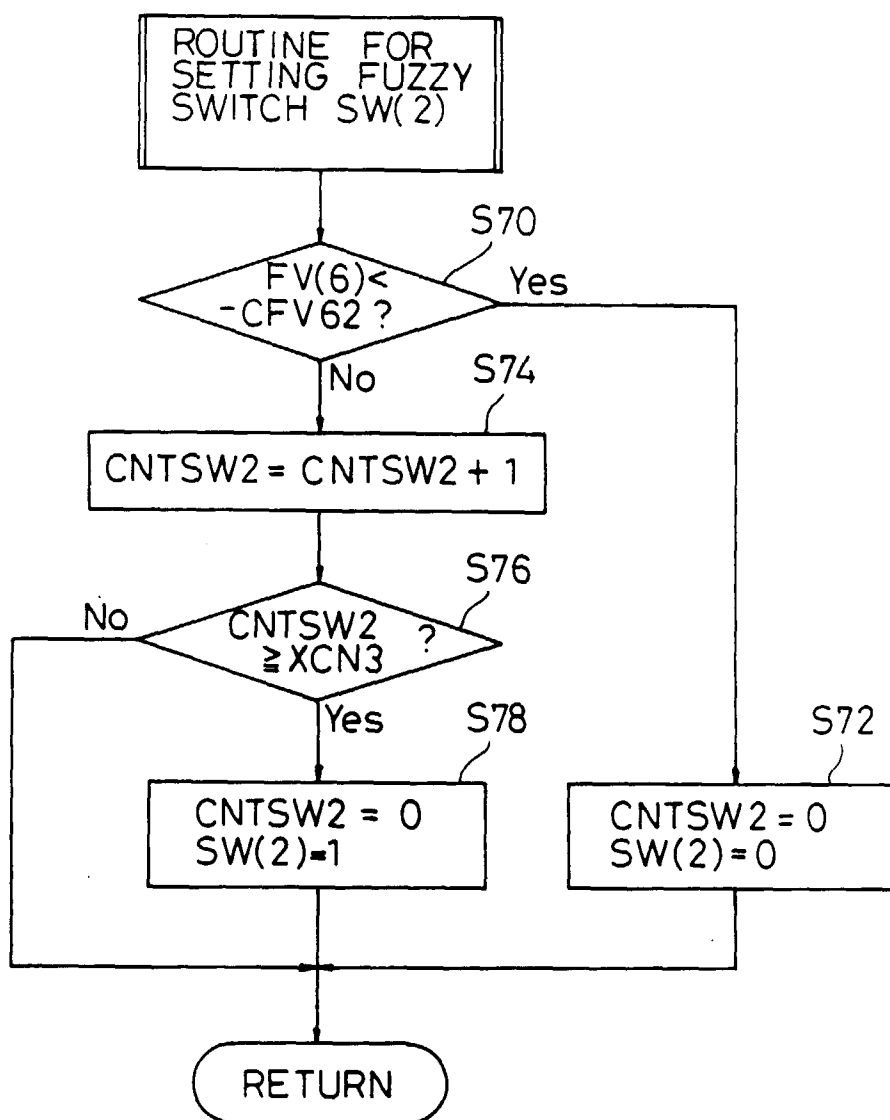 ROUTINE FOR
SETTING FUZZY
SWITCH SW(2)
S70
FV(6)<
-CFV62 ?
Yes
No
S74
CNTSW2 = CNTSW2 + 1
S76
No
CNTSW2
≧XCN3 ?
Yes
S78
CNTSW2 = 0
SW(2)=1
S72
CNTSW2 = 0
SW(2)=0
RETURN